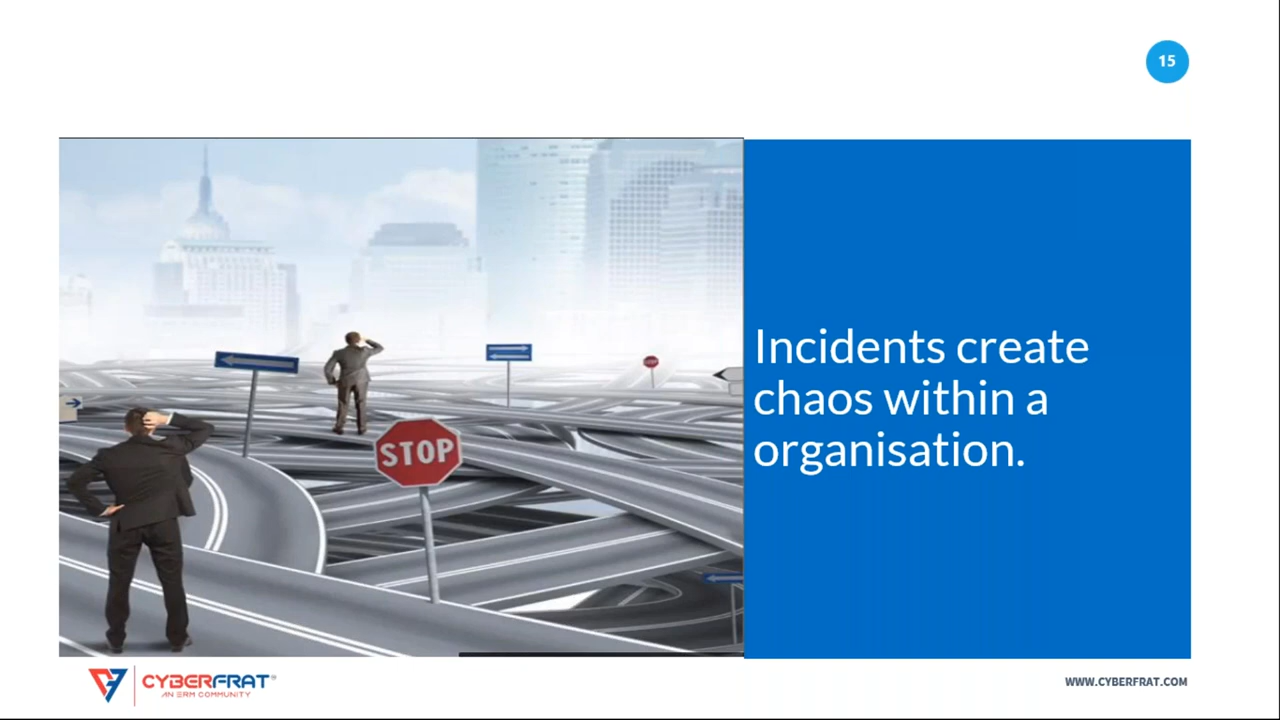 15
STOP
Incidents create
chaos within a
organisation.
CYBERFRAT
AN ERM COMMUNITY
WWW.CYBERFRAT.COM